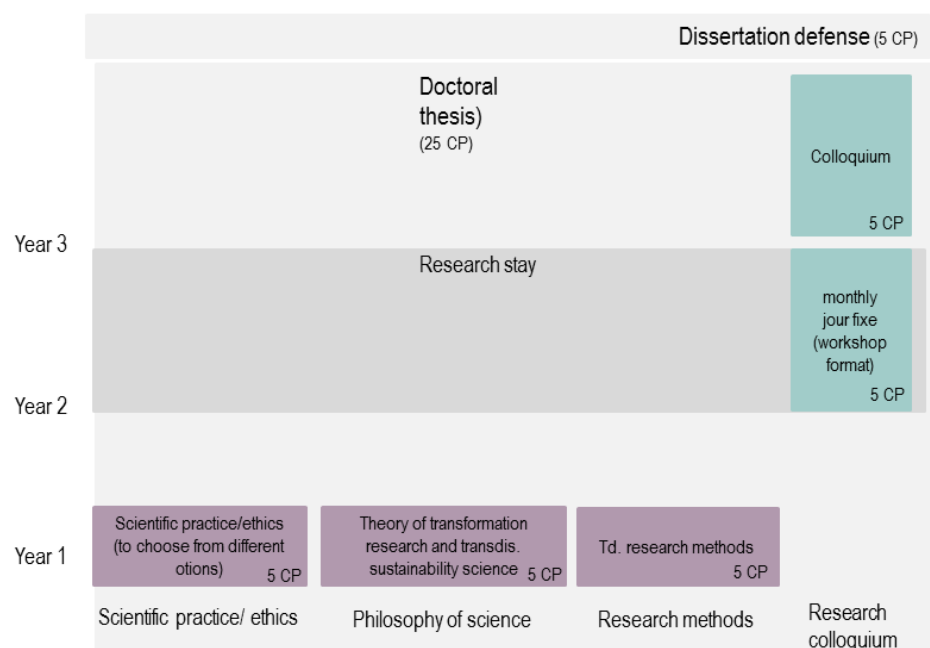 Dissertation defense (5 CP)
Doctoral
thesis)
(25 CP)
Colloquium
5 CP
Year 3
Research stay
monthly
jour fixe
(workshop
format)
5 CP
Year 2
Scientific practice/ethics
(to choose from different
otions)
5 CP
Theory of transformation
research and transdis.
sustainability science
5 CP
Td. research methods
5 CP
Year 1
Scientific practice/ ethics
Philosophy of science
Research methods
Research
colloquium